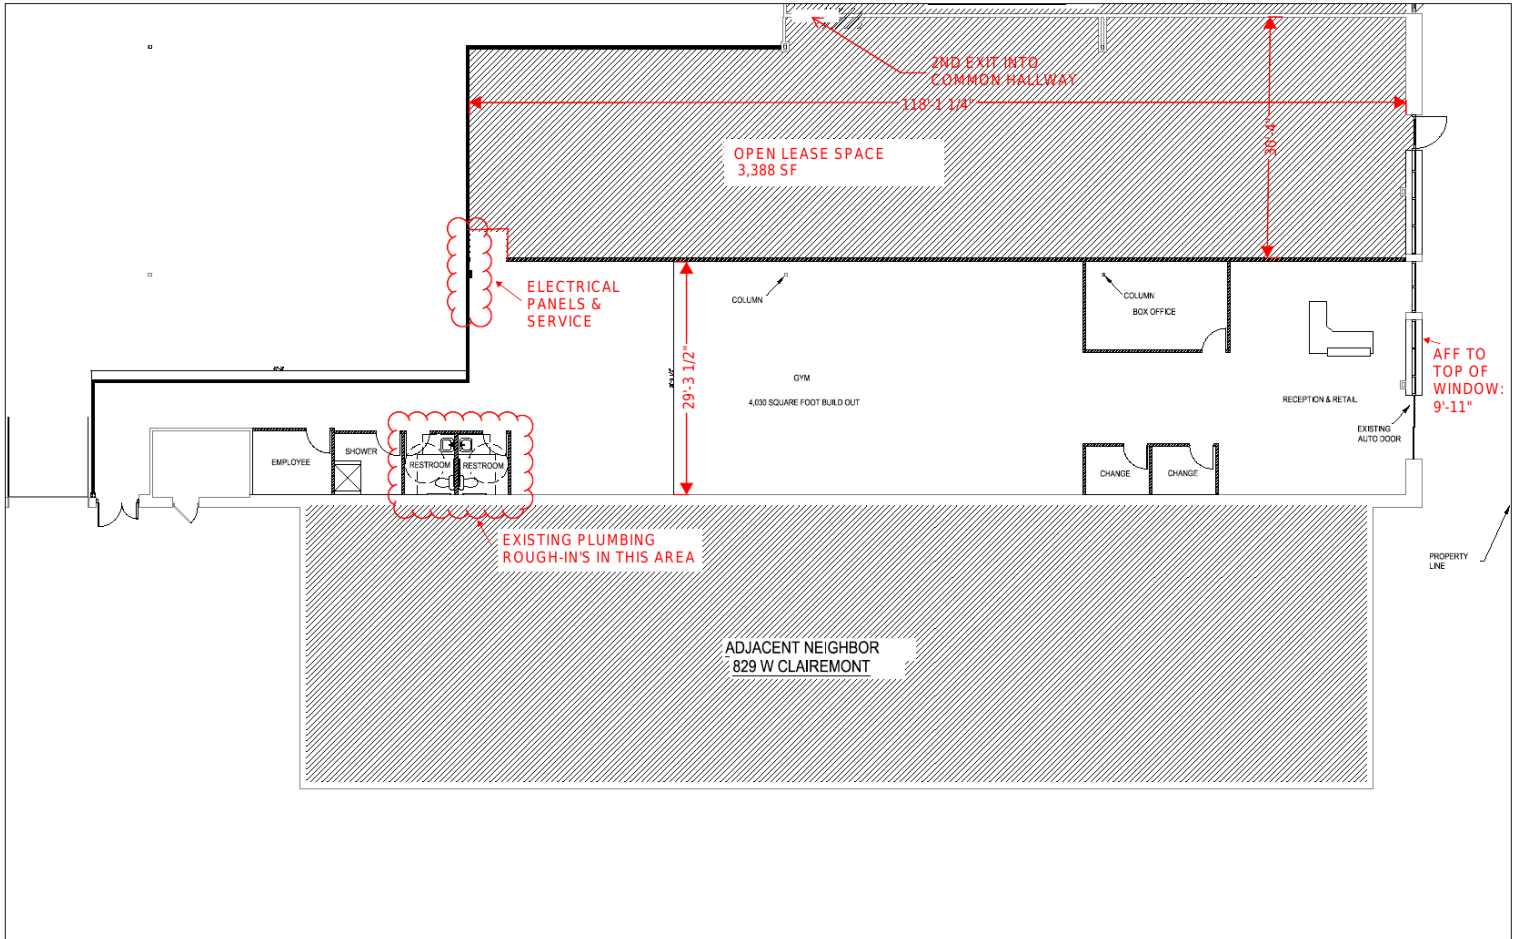 2ND EXIT INTO
COMMON HALLWAY
118'-1 1/4"
30'-4"
OPEN LEASE SPACE
3,388 SF
ELECTRICAL
PANELS &
SERVICE
COLUMN
COLUMN
BOX OFFICE
29'-3 1/2"
AFF TO
TOP OF
WINDOW:
9'-11"
GYM
4,030 SQUARE FOOT BUILD OUT
RECEPTION & RETAIL
EXISTING
AUTO DOOR
EMPLOYEE
SHOWER
RESTROOM
RESTROOM
CHANGE
CHANGE
EXISTING PLUMBING
ROUGH-IN'S IN THIS AREA
PROPERTY
LINE
ADJACENT NEIGHBOR
829 W CLAIREMONT